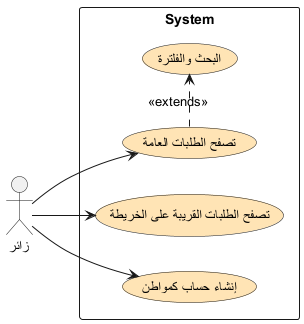 System
البحث والفلترة
«extends»
تصفح الطلبات العامة
تصفح الطلبات القريبة على الخريطة
زائر
إنشاء حساب كمواطن